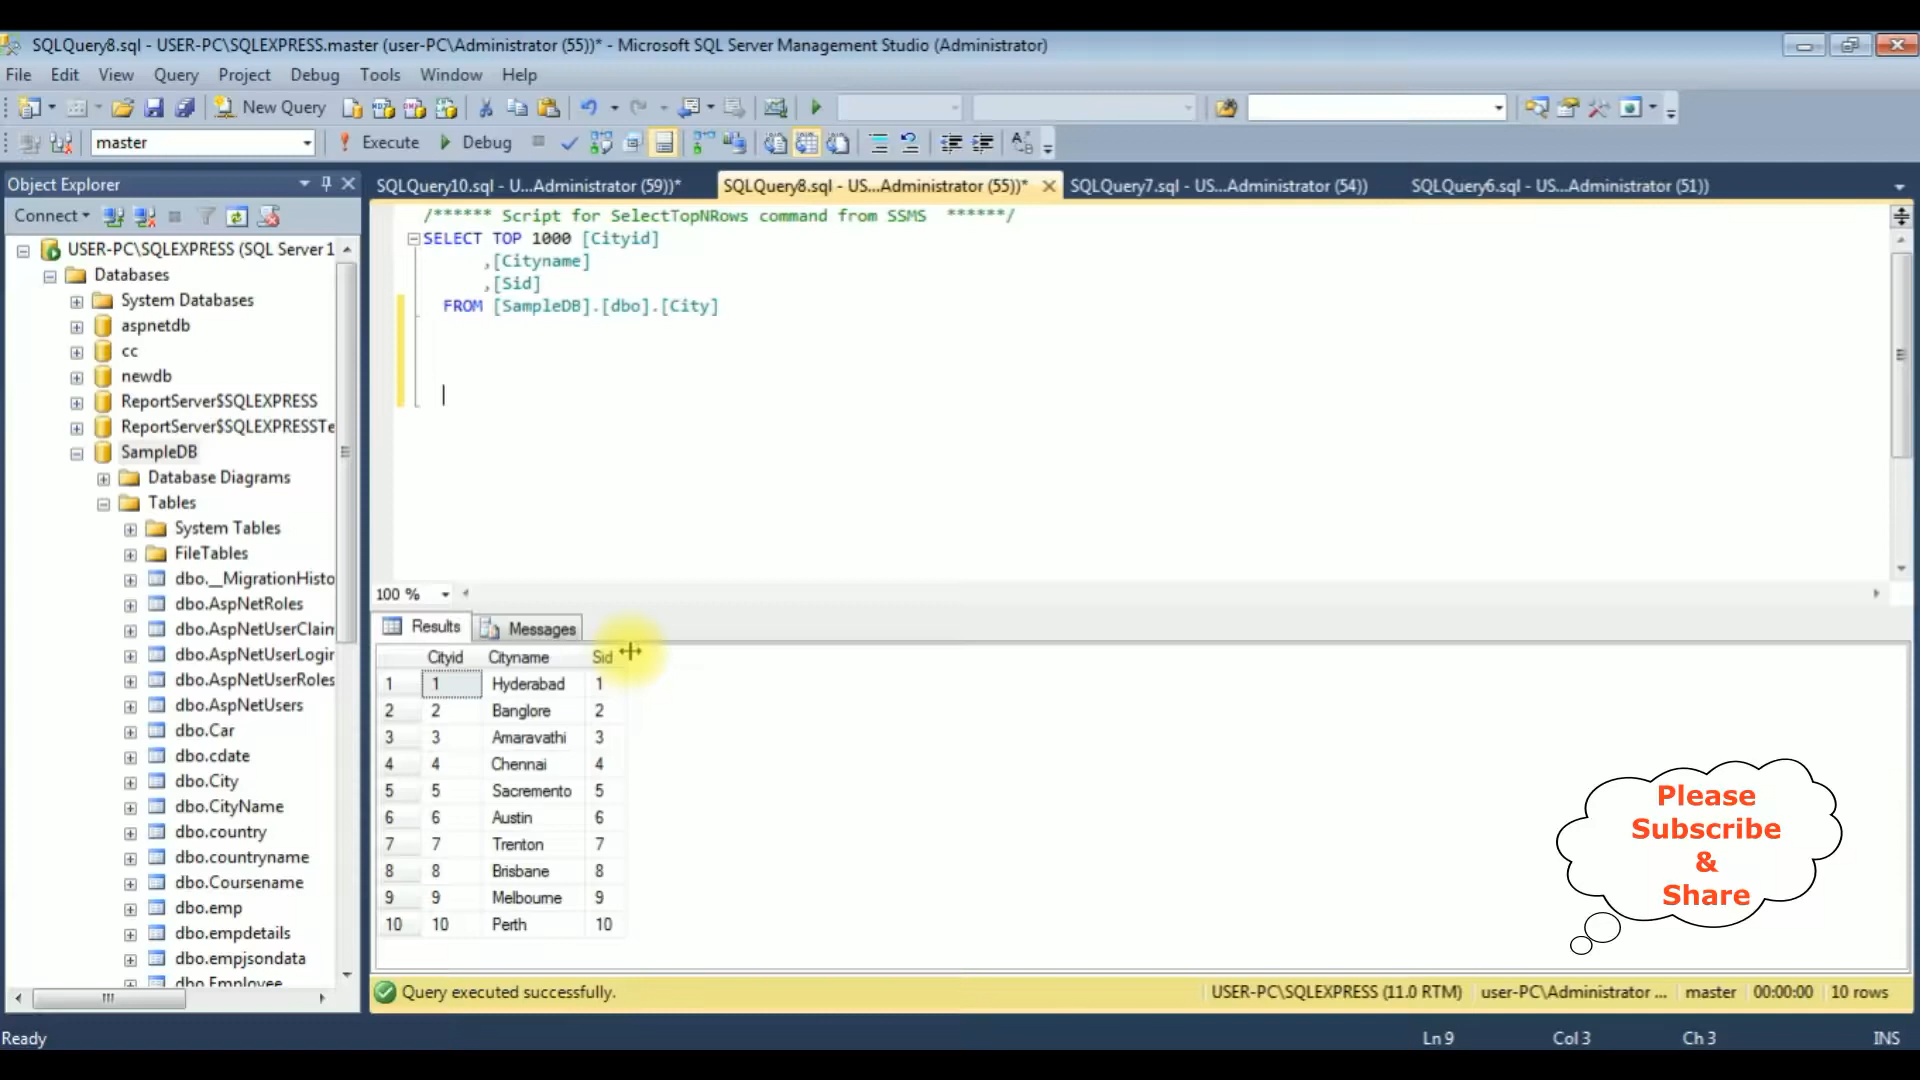 SQLQuery8.sql - USER-PC\SQLEXPRESS.master (user-PC\Administrator (55))* - Microsoft SQL Server Management Studio (Administrator)
File Edit View Query Project Debug Tools Window Help
New Query
master Execute Debug
Object Explorer
SQLQuery10.sql - U...Administrator (59))* SQLQuery8.sql - US...Administrator (55))* SQLQuery7.sql - US...Administrator (54)) SQLQuery6.sql - US...Administrator (51))
Connect
USER-PC\SQLEXPRESS (SQL Server 1
Databases
System Databases
aspnetdb
cc
newdb
ReportServer$SQLEXPRESS
ReportServer$SQLEXPRESSTe
SampleDB
Database Diagrams
Tables
System Tables
FileTables
dbo.__MigrationHisto
dbo.AspNetRoles
dbo.AspNetUserClaim
dbo.AspNetUserLogin
dbo.AspNetUserRoles
dbo.AspNetUsers
dbo.Car
dbo.cdate
dbo.City
dbo.CityName
dbo.country
dbo.countryname
dbo.Coursename
dbo.emp
dbo.empdetails
dbo.empjsondata
dbo.Employee
/****** Script for SelectTopNRows command from SSMS ******/
SELECT TOP 1000 [Cityid]
,[Cityname]
,[Sid]
FROM [SampleDB].[dbo].[City]
100 %
Results Messages
Cityid Cityname Sid
1 1 Hyderabad 1
2 2 Banglore 2
3 3 Amaravathi 3
4 4 Chennai 4
5 5 Sacremento 5
6 6 Austin 6
7 7 Trenton 7
8 8 Brisbane 8
9 9 Melbourne 9
10 10 Perth 10
Please
Subscribe
&
Share
Query executed successfully. USER-PC\SQLEXPRESS (11.0 RTM) user-PC\Administrator ... master 00:00:00 10 rows
Ready Ln 9 Col 3 Ch 3 INS